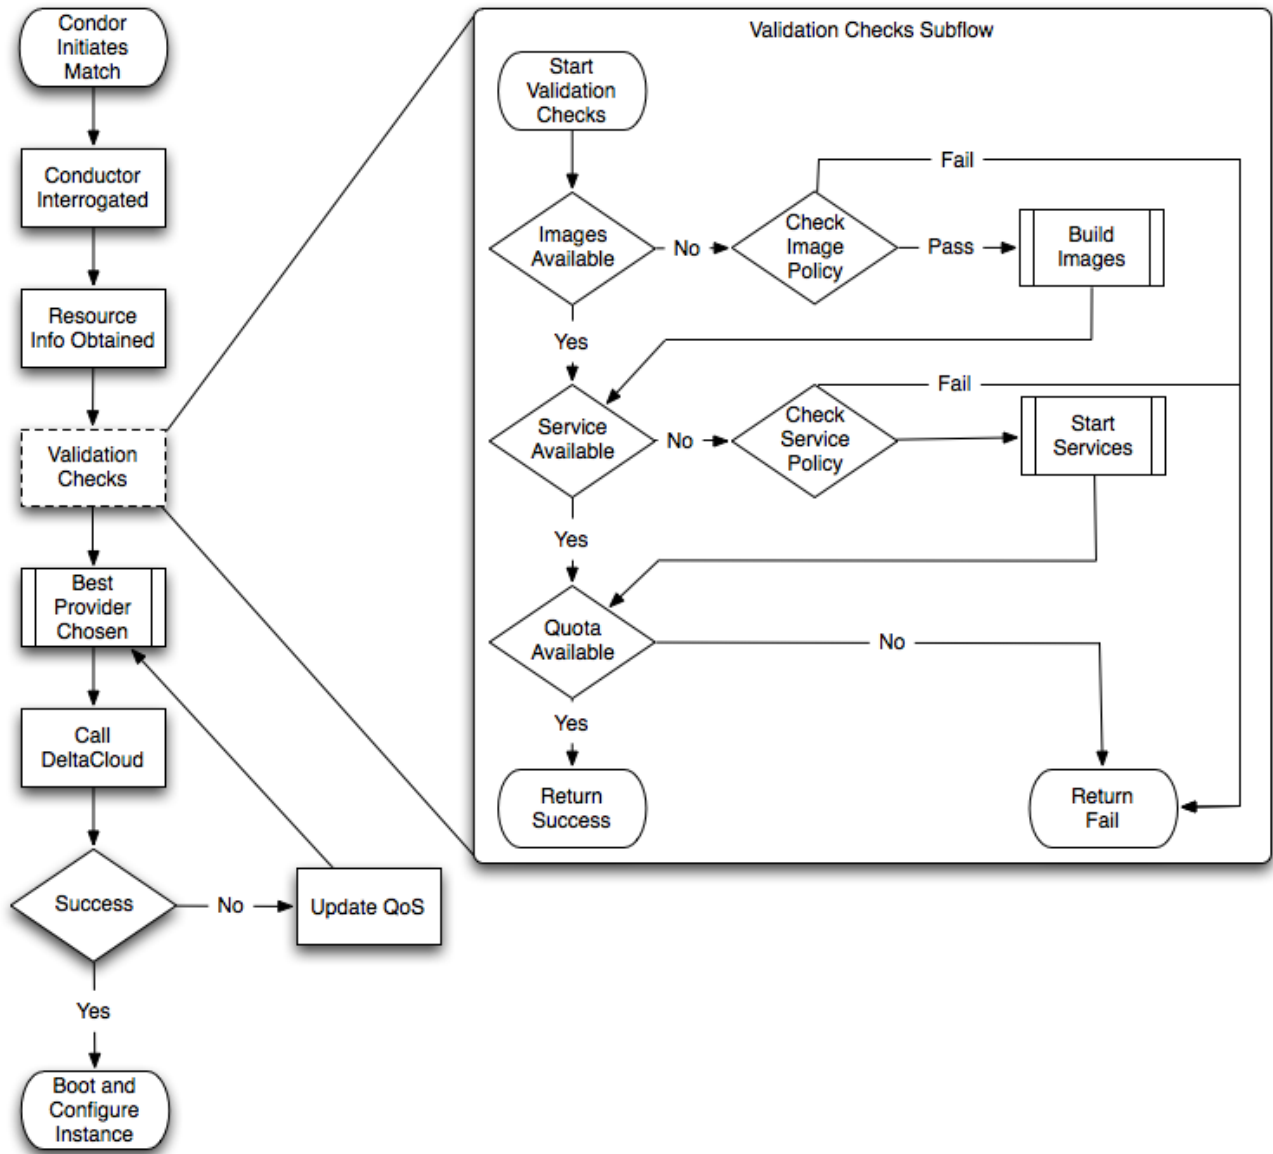 Condor
Initiates
Match
Conductor
Interrogated
Resource
Info Obtained
Validation
Checks
Best
Provider
Chosen
Call
DeltaCloud
Success
No
Update QoS
Yes
Boot and
Configure
Instance
Validation Checks Subflow
Start
Validation
Checks
Fail
Images
Available
No
Check
Image
Policy
Pass
Build
Images
Yes
Fail
Service
Available
No
Check
Service
Policy
Start
Services
Yes
Quota
Available
No
Yes
Return
Success
Return
Fail